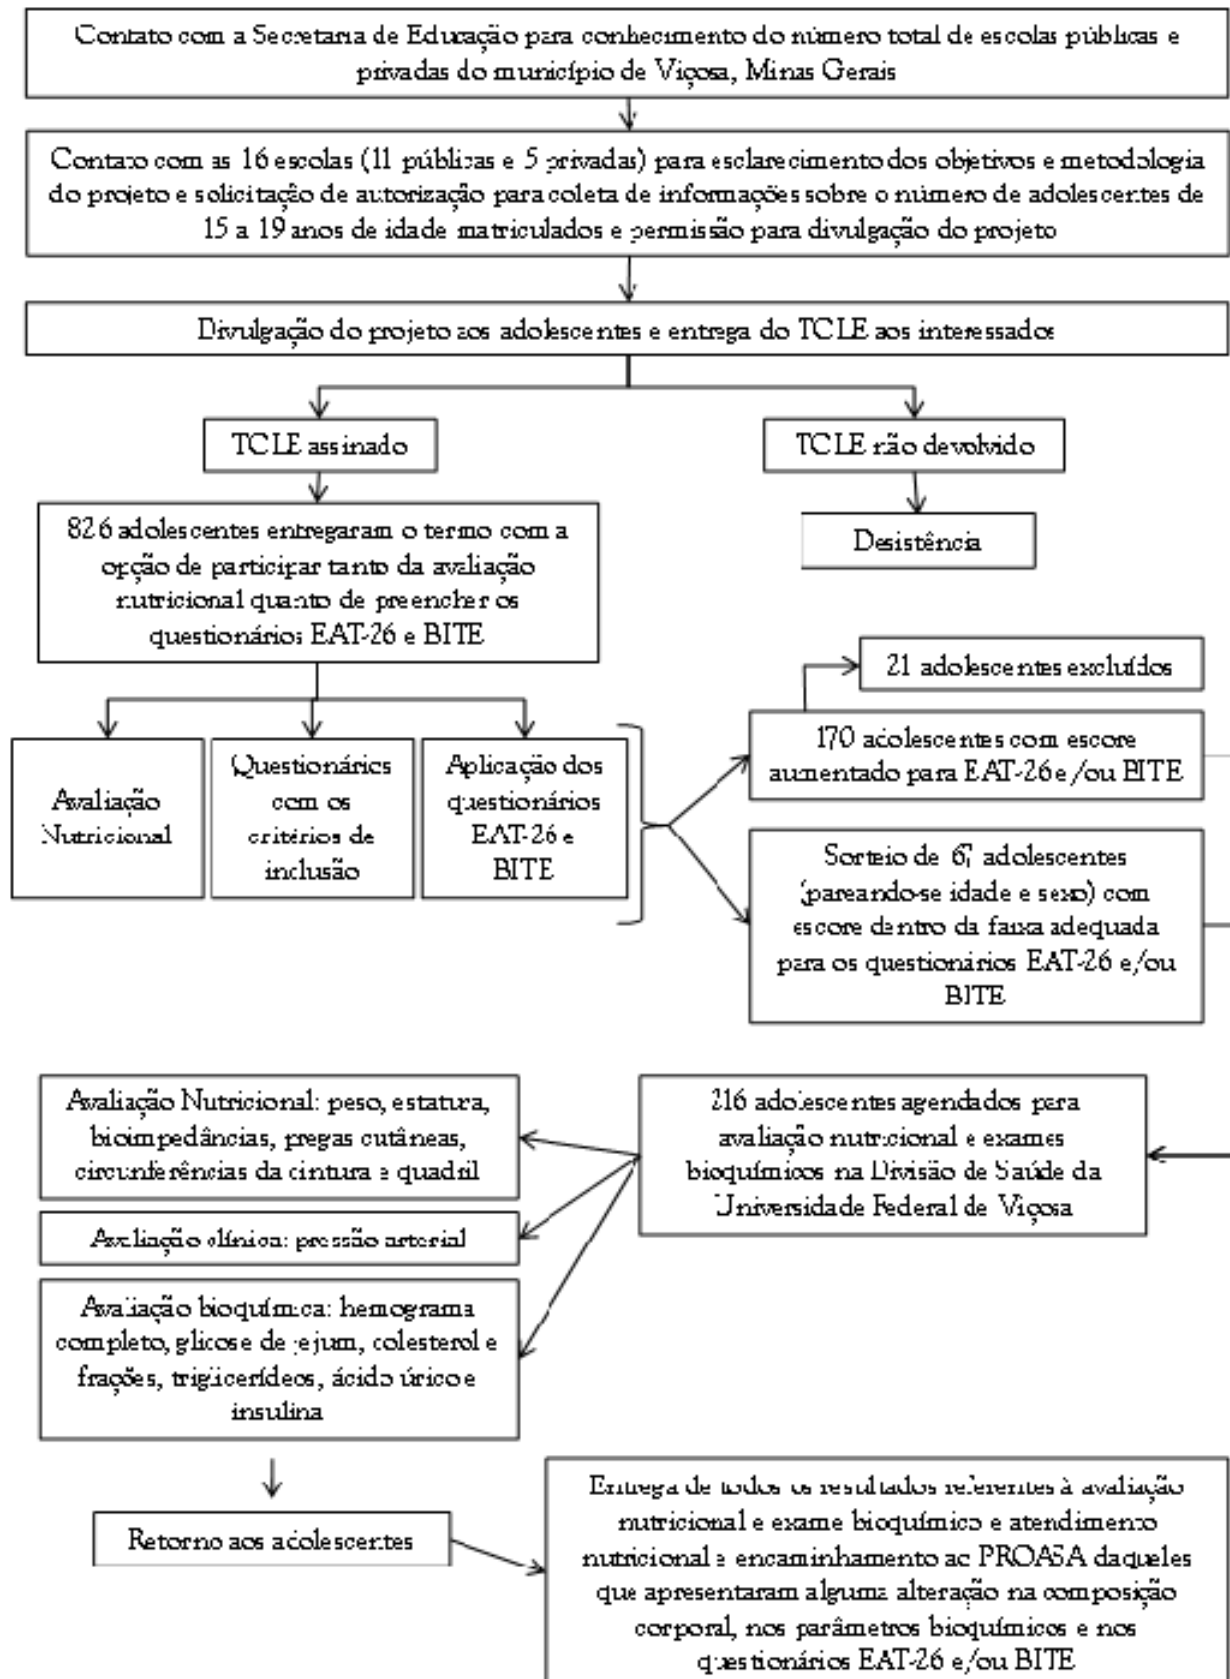 Contato com a Secretaria de Educação para conhecimento do número total de escolas públicas e
privadas do município de Viçosa, Minas Gerais
Contato com as 16 escolas (11 públicas e 5 privadas) para esclarecimento dos objetivos e metodologia
do projeto e solicitação de autorização para coleta de informações sobre o número de adolescentes de
15 a 19 anos de idade matriculados e permissão para divulgação do projeto
Divulgação do projeto aos adolescentes e entrega do TCLE aos interessados
TCLE assinado
TCLE não devolvido
826 adolescentes entregaram o termo com a
opção de participar tanto da avaliação
nutricional quanto de preencher os
questionários EAT-26 e BITE
Desistência
21 adolescentes excluídos
Avaliação
Nutricional
Questionários
com os
critérios de
inclusão
Aplicação dos
questionários
EAT-26 e
BITE
170 adolescentes com escore
aumentado para EAT-26 e/ou BITE
Sorteio de 67 adolescentes
(pareando-se idade e sexo) com
escore dentro da faixa adequada
para os questionários EAT-26 e/ou
BITE
Avaliação Nutricional: peso, estatura,
bioimpedâncias, pregas cutâneas,
circunferências da cintura e quadril
216 adolescentes agendados para
avaliação nutricional e exames
bioquímicos na Divisão de Saúde da
Universidade Federal de Viçosa
Avaliação clínica: pressão arterial
Avaliação bioquímica: hemograma
completo, glicose de jejum, colesterol e
frações, triglicerídeos, ácido úrico e
insulina
Retorno aos adolescentes
Entrega de todos os resultados referentes à avaliação
nutricional e exame bioquímico e atendimento
nutricional e encaminhamento ao PROASA daqueles
que apresentaram alguma alteração na composição
corporal, nos parâmetros bioquímicos e nos
questionários EAT-26 e/ou BITE